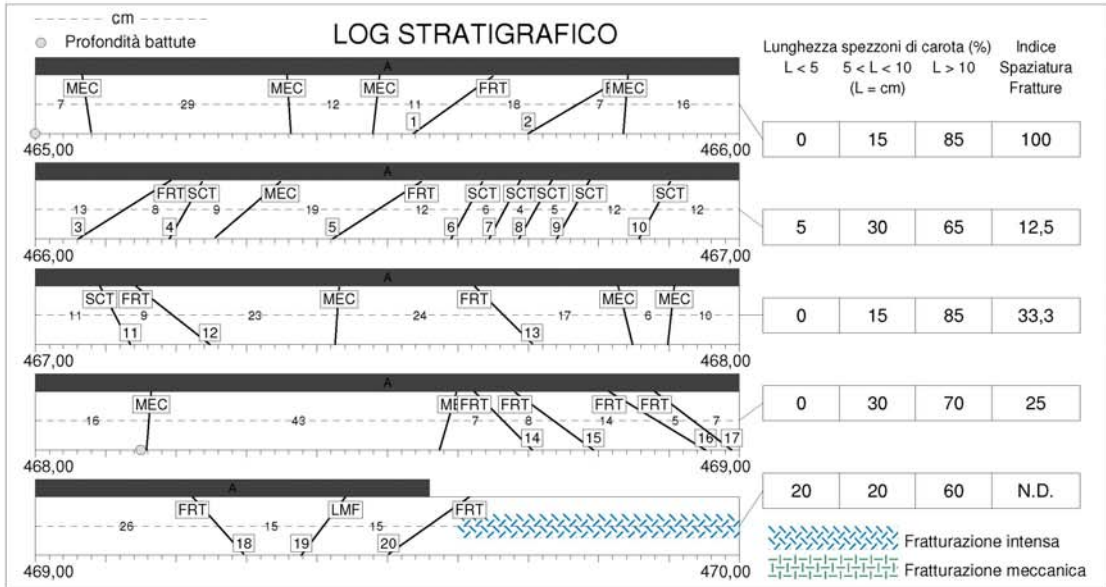 cm
Profondità battute
LOG STRATIGRAFICO
Lunghezza spezzoni di carota (%)
L < 5
5 < L < 10
L > 10
(L = cm)
Indice
Spaziatura
Fratture
A
MEC MEC MEC FRT MEC
7 29 12 11 18 7 16
1 2
465,00 466,00
0 15 85 100
A
FRT SCT MEC FRT SCT SCT SCT SCT SCT
13 8 9 19 12 6 4 5 12 12
3 4 5 6 7 8 9 10
466,00 467,00
5 30 65 12,5
A
SCT FRT MEC FRT MEC MEC
11 9 23 24 17 6 10
11 12 13
467,00 468,00
0 15 85 33,3
A
MEC FRT FRT FRT FRT
16 43 7 8 14 5 7
14 15 16 17
468,00 469,00
0 30 70 25
A
FRT LMF FRT
26 15 15
18 19 20
469,00 470,00
20 20 60 N.D.
Fratturazione intensa
Fratturazione meccanica